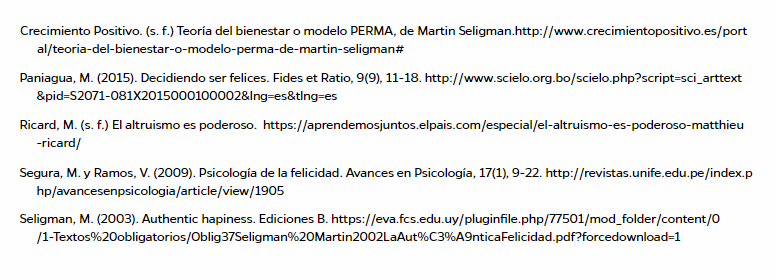 Crecimiento Positivo. (s. f.) Teoría del bienestar o modelo PERMA, de Martin Seligman.http://www.crecimientopositivo.es/port
al/teoria-del-bienestar-o-modelo-perma-de-martin-seligman#
Paniagua, M. (2015). Decidiendo ser felices. Fides et Ratio, 9(9), 11-18. http://www.scielo.org.bo/scielo.php?script=sci_arttext
&pid=S2071-081X2015000100002&lng=es&tlng=es
Ricard, M. (s. f.) El altruismo es poderoso. https://aprendemosjuntos.elpais.com/especial/el-altruismo-es-poderoso-matthieu
-ricard/
Segura, M. y Ramos, V. (2009). Psicología de la felicidad. Avances en Psicología, 17(1), 9-22. http://revistas.unife.edu.pe/index.p
hp/avancesenpsicologia/article/view/1905
Seligman, M. (2003). Authentic hapiness. Ediciones B. https://eva.fcs.edu.uy/pluginfile.php/77501/mod_folder/content/0
/1-Textos%20obligatorios/Oblig37Seligman%20Martin2002LaAut%C3%A9nticaFelicidad.pdf?forcedownload=1